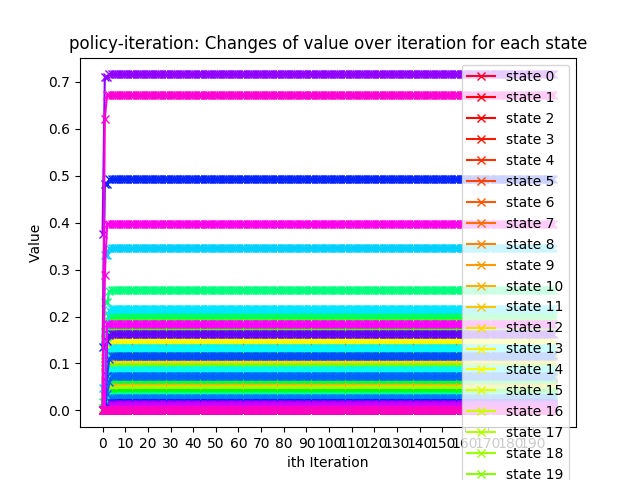 policy-iteration: Changes of value over iteration for each state
0.7
0.6
0.5
0.4
0.3
0.2
0.1
0.0
Value
0 10 20 30 40 50 60 70 80 90 100 110 120 130 140 150 160 170 180 190
ith Iteration
state 0
state 1
state 2
state 3
state 4
state 5
state 6
state 7
state 8
state 9
state 10
state 11
state 12
state 13
state 14
state 15
state 16
state 17
state 18
state 19